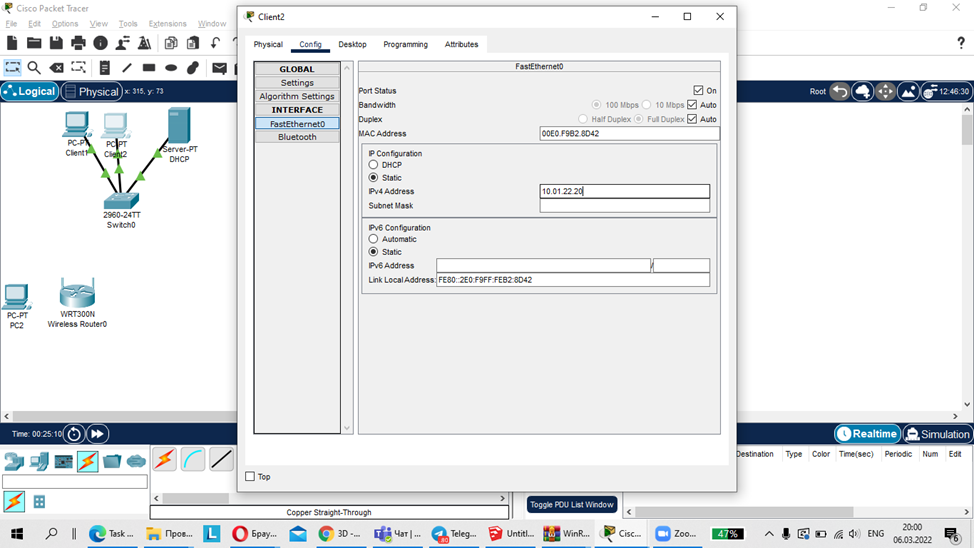 Cisco Packet Tracer
File Edit Options View Tools Extensions Window
Logical Physical x: 315, y: 73
Root 12:46:30
PC-PT
Client1
PC-PT
Client2
Server-PT
DHCP
2960-24TT
Switch0
PC-PT
PC2
WRT300N
Wireless Router0
Client2
Physical Config Desktop Programming Attributes
GLOBAL
Settings
Algorithm Settings
INTERFACE
FastEthernet0
Bluetooth
FastEthernet0
Port Status On
Bandwidth 100 Mbps 10 Mbps Auto
Duplex Half Duplex Full Duplex Auto
MAC Address 00E0.F9B2.8D42
IP Configuration
DHCP
Static
IPv4 Address 10.01.22.20
Subnet Mask
IPv6 Configuration
Automatic
Static
IPv6 Address /
Link Local Address: FE80::2E0:F9FF:FEB2:8D42
Top
Time: 00:25:10
Realtime Simulation
Destination Type Color Time(sec) Periodic Num Edit
Copper Straight-Through
Toggle PDU List Window
Task ...
Пров...
L
Брау...
3D - ...
Чат | ...
Teleg...
Untitl...
WinR...
Cisc...
Zoo...
47%
ENG
20:00
06.03.2022
6